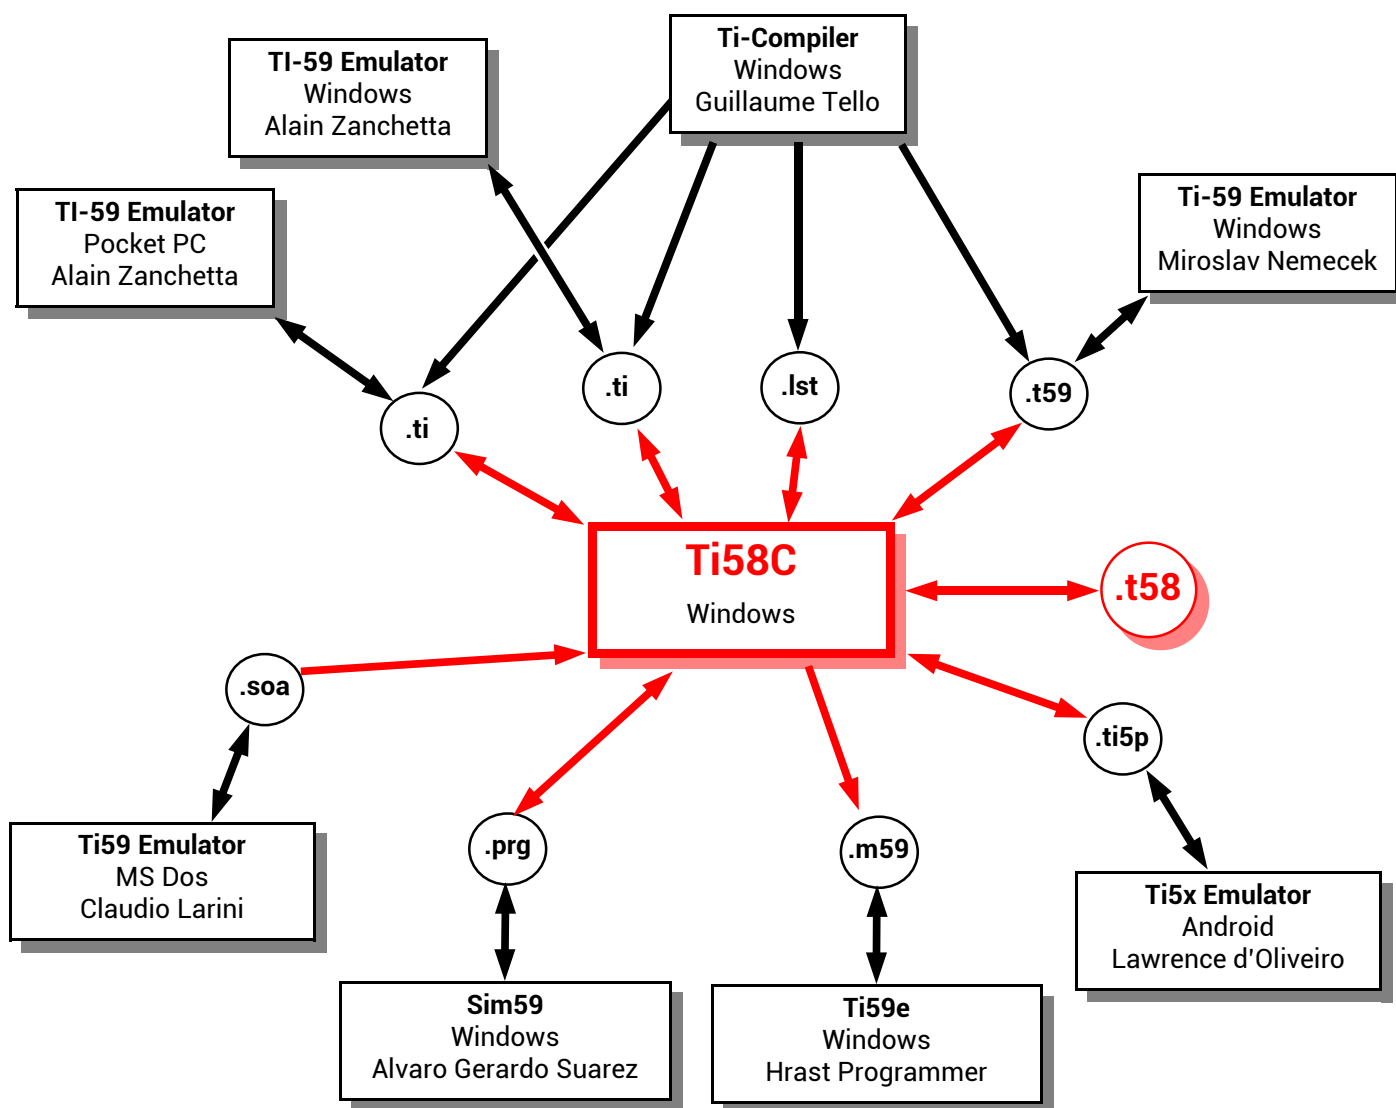 Ti-Compiler
Windows
Guillaume Tello
TI-59 Emulator
Windows
Alain Zanchetta
TI-59 Emulator
Pocket PC
Alain Zanchetta
Ti-59 Emulator
Windows
Miroslav Nemecek
.ti
.ti
.lst
.t59
Ti58C
Windows
.t58
.soa
.prg
.m59
.ti5p
Ti59 Emulator
MS Dos
Claudio Larini
Sim59
Windows
Alvaro Gerardo Suarez
Ti59e
Windows
Hrast Programmer
Ti5x Emulator
Android
Lawrence d'Oliveiro